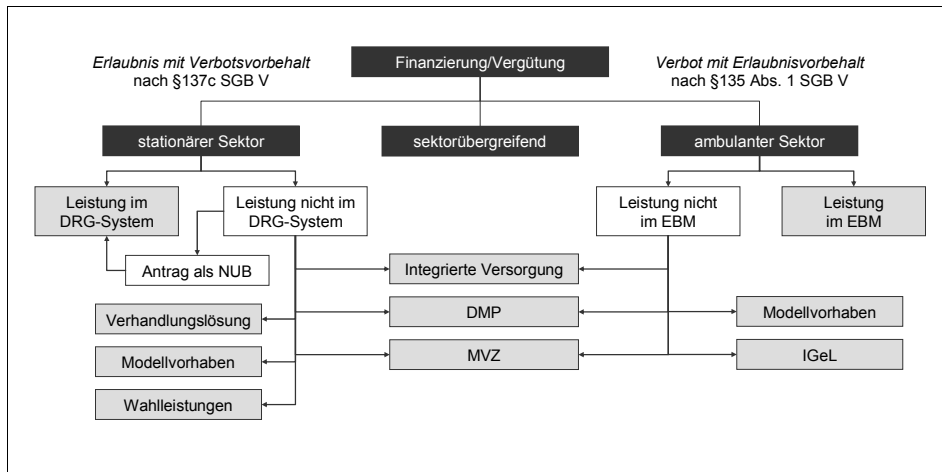 Erlaubnis mit Verbotsvorbehalt
nach §137c SGB V
Finanzierung/Vergütung
Verbot mit Erlaubnisvorbehalt
nach §135 Abs. 1 SGB V
stationärer Sektor
sektorübergreifend
ambulanter Sektor
Leistung im
DRG-System
Leistung nicht im
DRG-System
Leistung nicht
im EBM
Leistung
im EBM
Antrag als NUB
Integrierte Versorgung
Verhandlungslösung
DMP
Modellvorhaben
Modellvorhaben
MVZ
IGeL
Wahlleistungen